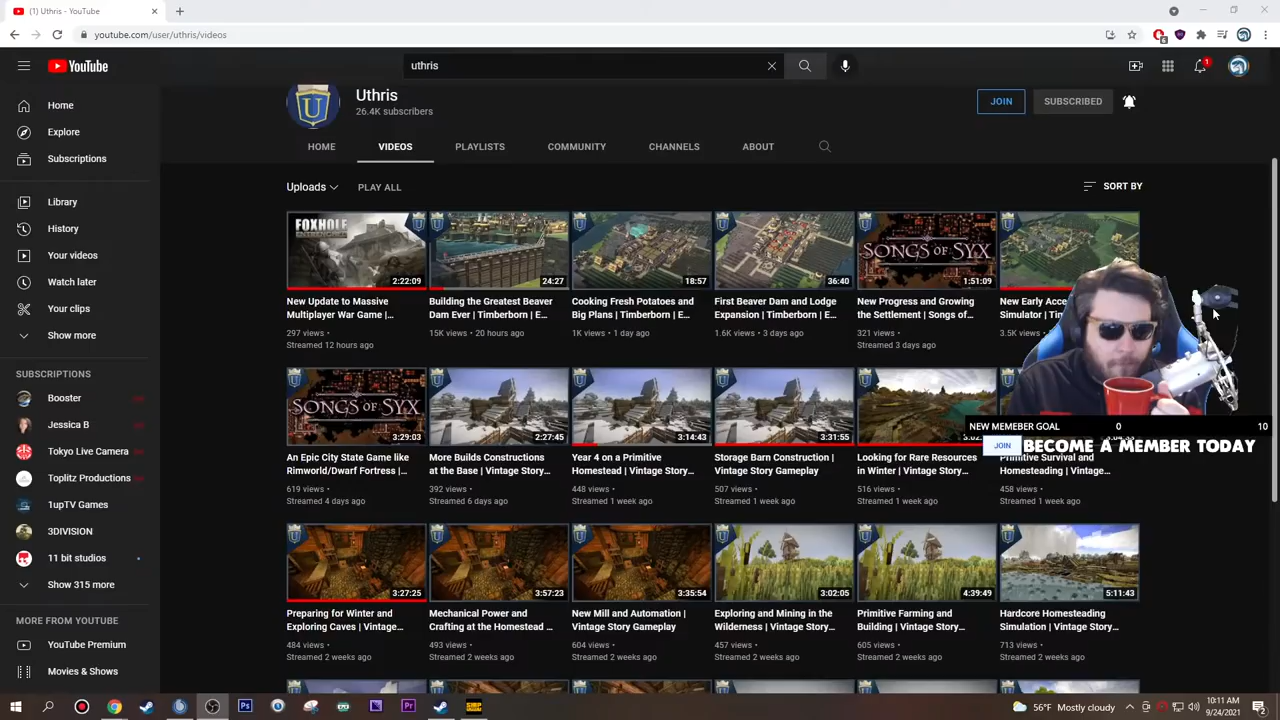 (1) Uthris - YouTube
youtube.com/user/uthris/videos
6
YouTube
uthris
1
Home
Explore
Subscriptions
Library
History
Your videos
Watch later
Your clips
Show more
SUBSCRIPTIONS
Booster
Jessica B
Tokyo Live Camera
Toplitz Productions
1upTV Games
3DIVISION
11 bit studios
Show 315 more
MORE FROM YOUTUBE
YouTube Premium
Movies & Shows
U
Uthris
26.4K subscribers
JOIN
SUBSCRIBED
HOME
VIDEOS
PLAYLISTS
COMMUNITY
CHANNELS
ABOUT
Uploads
PLAY ALL
SORT BY
FOXHOLE
2:22:09
24:27
18:57
36:40
SONGS OF SYX
1:51:09
New Update to Massive
Multiplayer War Game |...
297 views •
Streamed 12 hours ago
Building the Greatest Beaver
Dam Ever | Timberborn | E...
15K views • 20 hours ago
Cooking Fresh Potatoes and
Big Plans | Timberborn | E...
1K views • 1 day ago
First Beaver Dam and Lodge
Expansion | Timberborn | E...
1.6K views • 3 days ago
New Progress and Growing
the Settlement | Songs of...
321 views •
Streamed 3 days ago
New Early Acce
Simulator | Tim
3.5K views
SONGS OF SYX
3:29:03
2:27:45
3:14:43
3:31:55
An Epic City State Game like
Rimworld/Dwarf Fortress |...
619 views •
Streamed 4 days ago
More Builds Constructions
at the Base | Vintage Story...
392 views •
Streamed 6 days ago
Year 4 on a Primitive
Homestead | Vintage Story...
448 views •
Streamed 1 week ago
Storage Barn Construction |
Vintage Story Gameplay
507 views •
Streamed 1 week ago
Looking for Rare Resources
in Winter | Vintage Story...
516 views •
Streamed 1 week ago
Primitive Survival and
Homesteading | Vintage...
458 views •
Streamed 1 week ago
NEW MEMEBER GOAL
0
10
JOIN
BECOME A MEMBER TODAY
3:27:25
3:57:23
3:35:54
3:02:05
4:39:49
5:11:43
Preparing for Winter and
Exploring Caves | Vintage...
484 views •
Streamed 2 weeks ago
Mechanical Power and
Crafting at the Homestead ...
493 views •
Streamed 2 weeks ago
New Mill and Automation |
Vintage Story Gameplay
604 views •
Streamed 2 weeks ago
Exploring and Mining in the
Wilderness | Vintage Story...
457 views •
Streamed 2 weeks ago
Primitive Farming and
Building | Vintage Story...
605 views •
Streamed 2 weeks ago
Hardcore Homesteading
Simulation | Vintage Story...
713 views •
Streamed 2 weeks ago
Ps
Pr
56°F Mostly cloudy
10:11 AM
9/24/2021
2